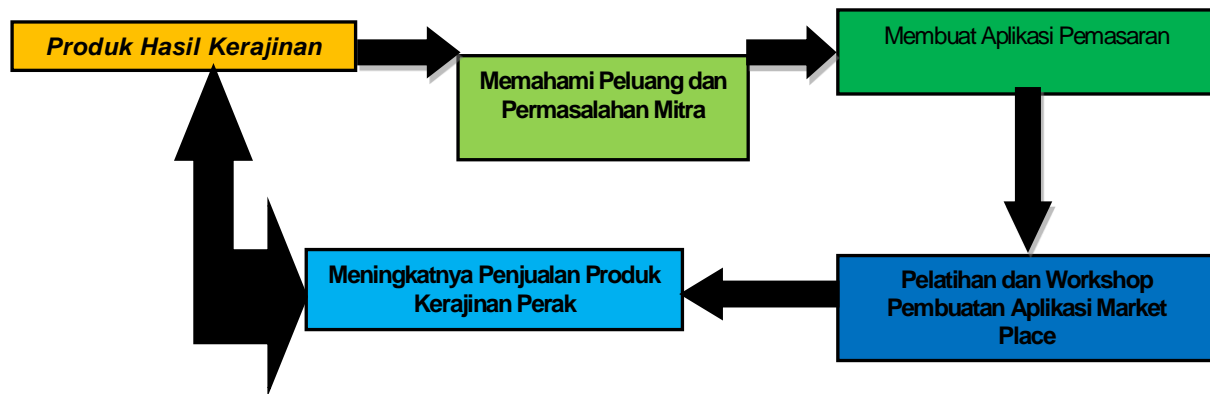 Produk Hasil Kerajinan
Memahami Peluang dan
Permasalahan Mitra
Membuat Aplikasi Pemasaran
Meningkatnya Penjualan Produk
Kerajinan Perak
Pelatihan dan Workshop
Pembuatan Aplikasi Market
Place